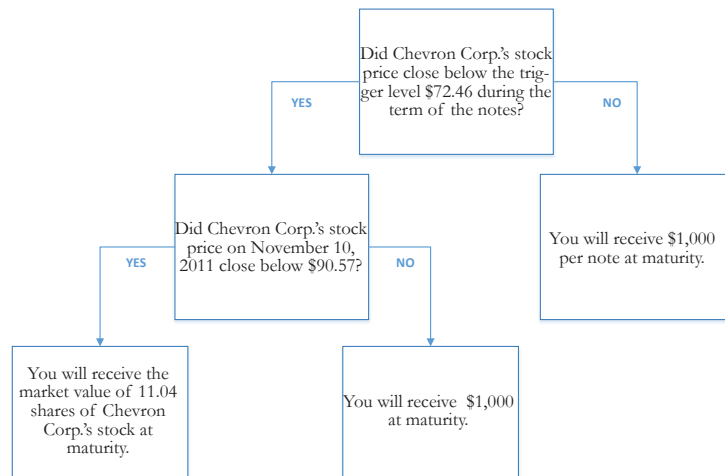 Did Chevron Corp.'s stock
price close below the trig-
ger level $72.46 during the
term of the notes?
YES
NO
Did Chevron Corp.'s stock
price on November 10,
2011 close below $90.57?
You will receive $1,000
per note at maturity.
YES
NO
You will receive the
market value of 11.04
shares of Chevron
Corp.'s stock at
maturity.
You will receive $1,000
at maturity.